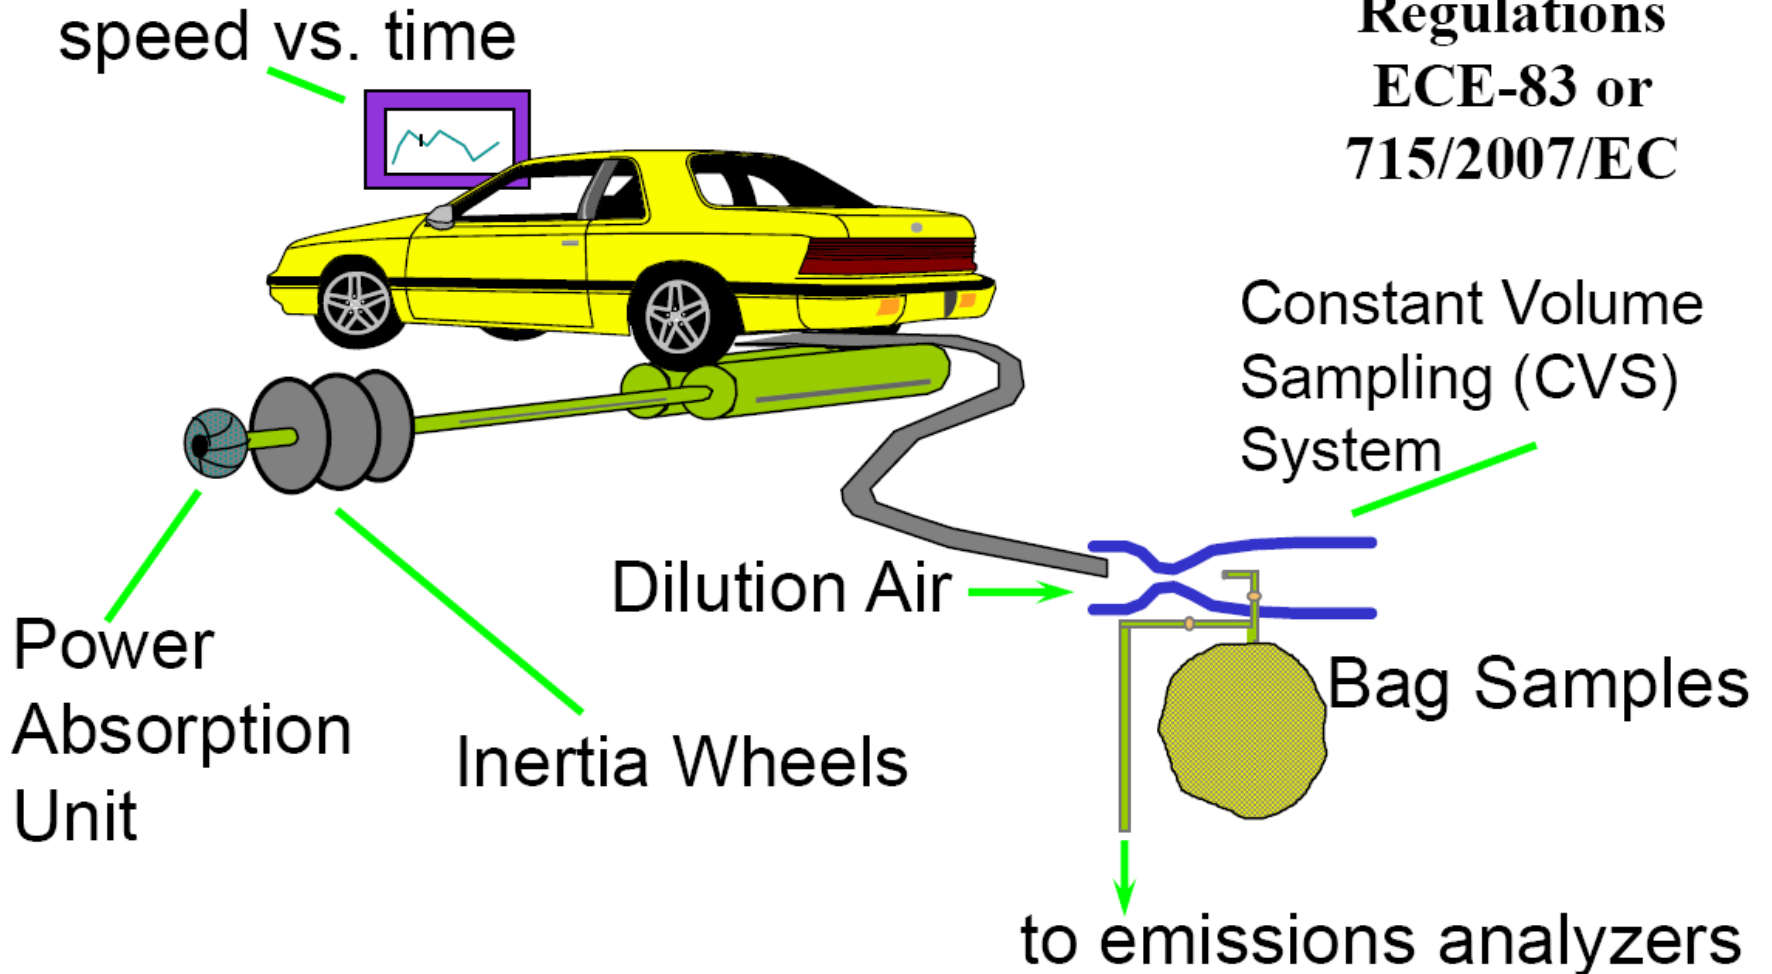 speed vs. time
Regulations
ECE-83 or
715/2007/EC
Constant Volume
Sampling (CVS)
System
Dilution Air
Power
Absorption
Unit
Inertia Wheels
Bag Samples
to emissions analyzers